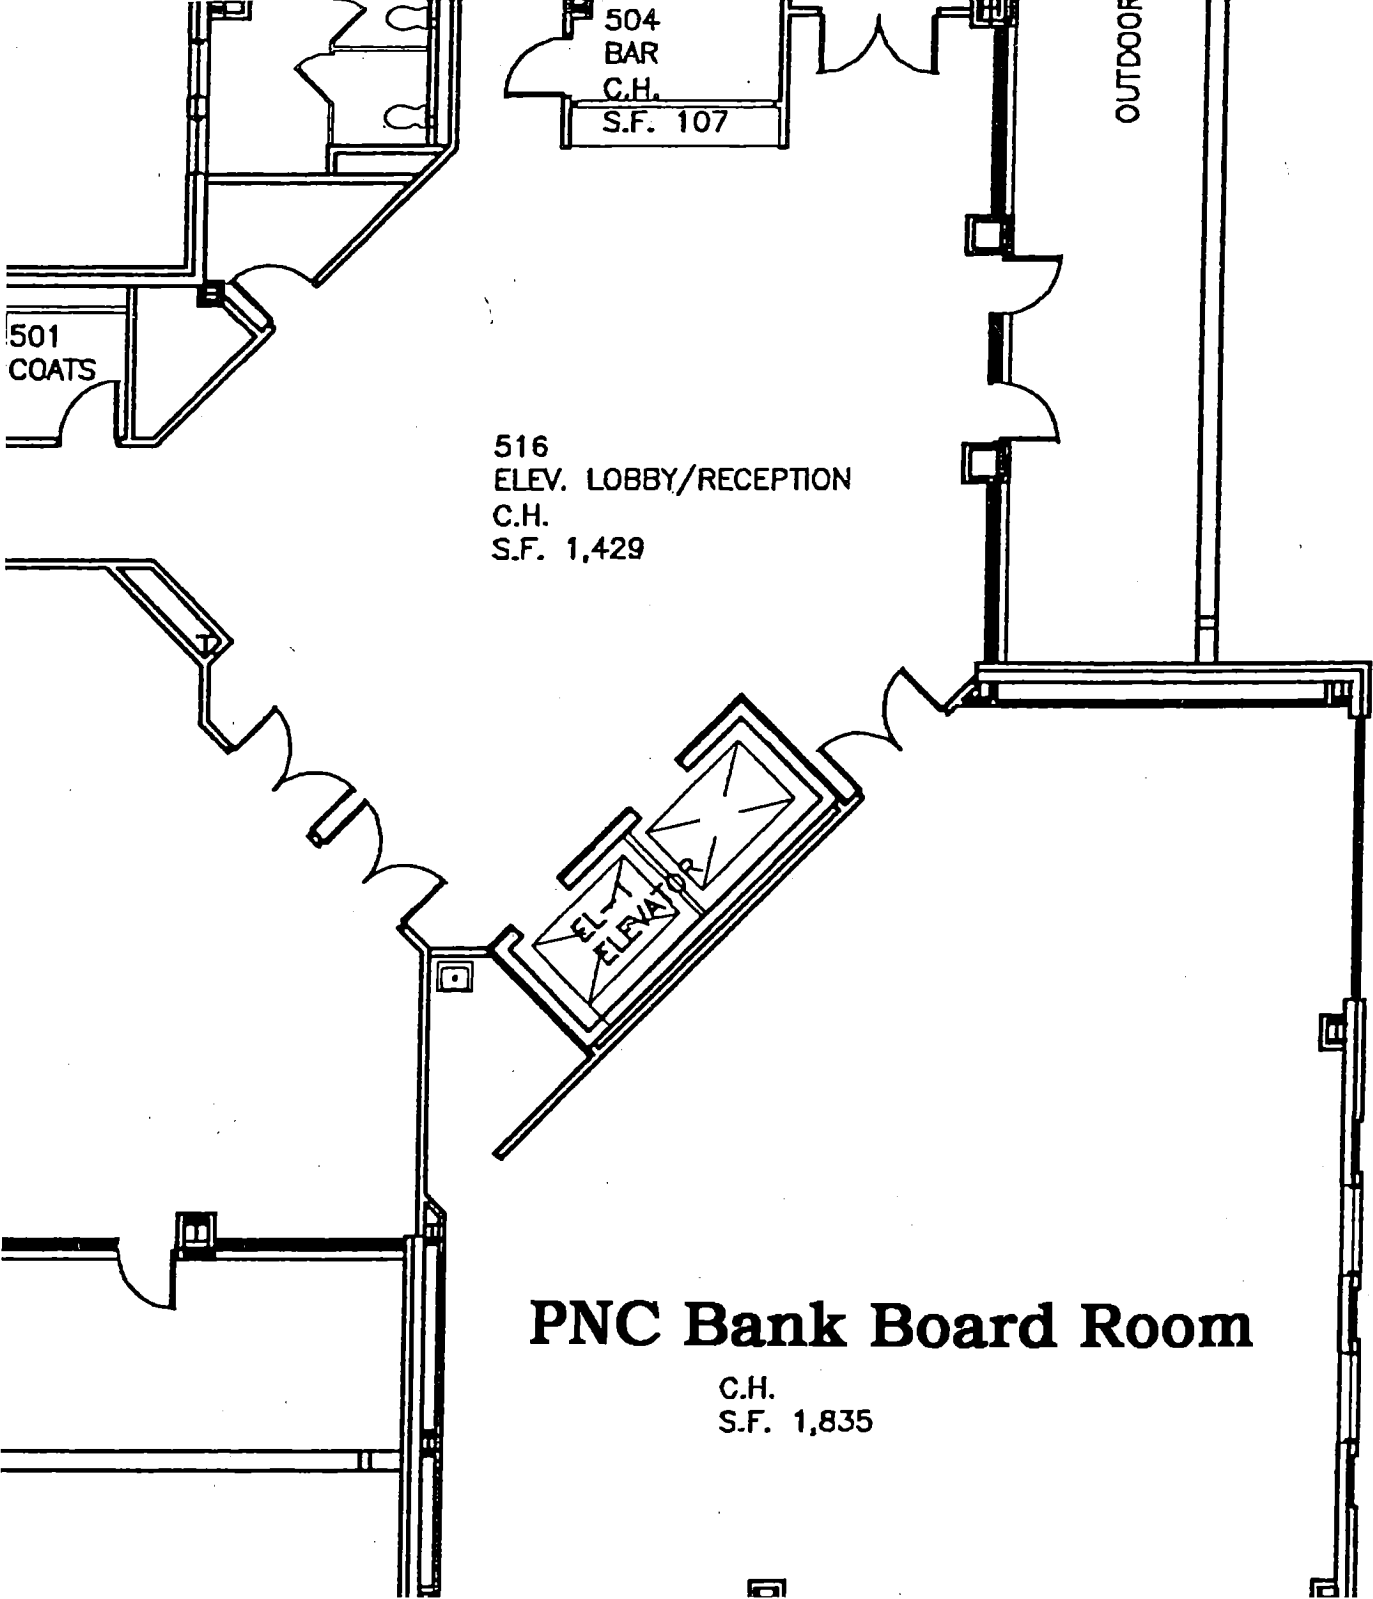 504
BAR
C.H.
S.F. 107
OUTDOOR
501
COATS
516
ELEV. LOBBY/RECEPTION
C.H.
S.F. 1,429
EL-1
ELEVATOR
PNC Bank Board Room
C.H.
S.F. 1,835